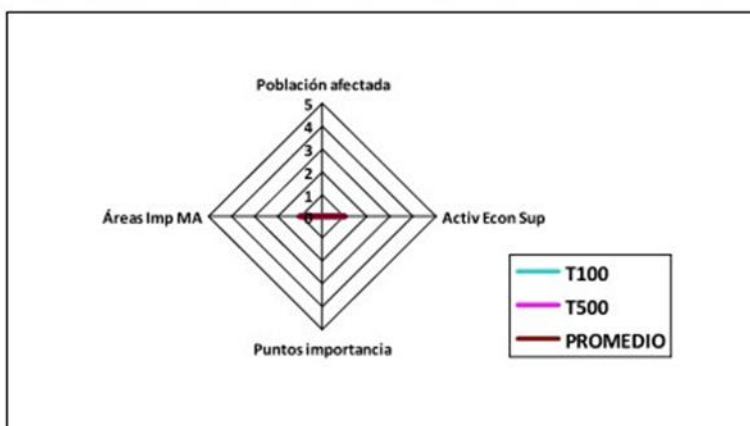 Población afectada
5
4
3
2
1
0
Áreas Imp MA
Activ Econ Sup
Puntos importancia
T100
T500
PROMEDIO